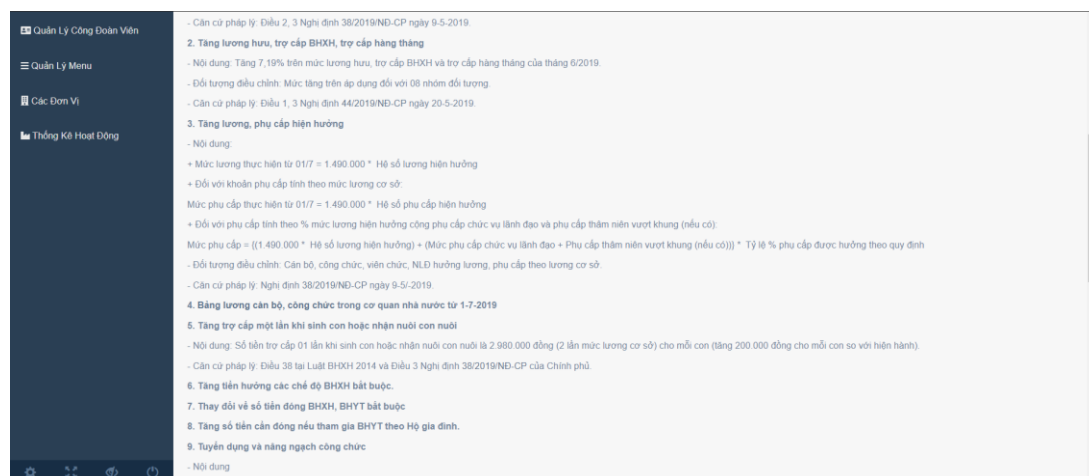 Quản Lý Công Đoàn Viên
Quản Lý Menu
Các Đơn Vị
Thống Kê Hoạt Động
- Căn cứ pháp lý: Điều 2, 3 Nghị định 38/2019/NĐ-CP ngày 9-5-2019.
2. Tăng lương hưu, trợ cấp BHXH, trợ cấp hàng tháng
- Nội dung: Tăng 7,19% trên mức lương hưu, trợ cấp BHXH và trợ cấp hàng tháng của tháng 6/2019.
- Đối tượng điều chỉnh: Mức tăng trên áp dụng đối với 08 nhóm đối tượng.
- Căn cứ pháp lý: Điều 1, 3 Nghị định 44/2019/NĐ-CP ngày 20-5-2019.
3. Tăng lương, phụ cấp hiện hưởng
- Nội dung:
+ Mức lương thực hiện từ 01/7 = 1.490.000 * Hệ số lương hiện hưởng
+ Đối với khoản phụ cấp tính theo mức lương cơ sở:
Mức phụ cấp thực hiện từ 01/7 = 1.490.000 * Hệ số phụ cấp hiện hưởng
+ Đối với phụ cấp tính theo % mức lương hiện hưởng cộng phụ cấp chức vụ lãnh đạo và phụ cấp thâm niên vượt khung (nếu có):
Mức phụ cấp = {(1.490.000 * Hệ số lương hiện hưởng) + (Mức phụ cấp chức vụ lãnh đạo + Phụ cấp thâm niên vượt khung (nếu có))} * Tỷ lệ % phụ cấp được hưởng theo quy định
- Đối tượng điều chỉnh: Cán bộ, công chức, viên chức, NLĐ hưởng lương, phụ cấp theo lương cơ sở.
- Căn cứ pháp lý: Nghị định 38/2019/NĐ-CP ngày 9-5/-2019.
4. Bảng lương cán bộ, công chức trong cơ quan nhà nước từ 1-7-2019
5. Tăng trợ cấp một lần khi sinh con hoặc nhận nuôi con nuôi
- Nội dung: Số tiền trợ cấp 01 lần khi sinh con hoặc nhận nuôi con nuôi là 2.980.000 đồng (2 lần mức lương cơ sở) cho mỗi con (tăng 200.000 đồng cho mỗi con so với hiện hành).
- Căn cứ pháp lý: Điều 38 tại Luật BHXH 2014 và Điều 3 Nghị định 38/2019/NĐ-CP của Chính phủ.
6. Tăng tiền hưởng các chế độ BHXH bắt buộc.
7. Thay đổi về số tiền đóng BHXH, BHYT bắt buộc
8. Tăng số tiền cần đóng nếu tham gia BHYT theo Hộ gia đình.
9. Tuyển dụng và nâng ngạch công chức
- Nội dung